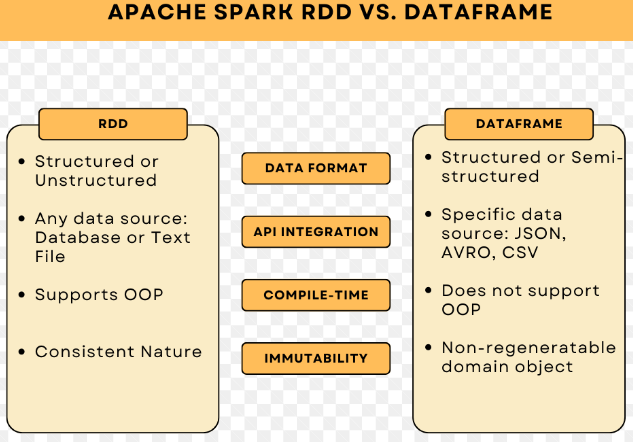 APACHE SPARK RDD VS. DATAFRAME
RDD
• Structured or
Unstructured
• Any data source:
Database or Text
File
• Supports OOP
• Consistent Nature
DATA FORMAT
API INTEGRATION
COMPILE-TIME
IMMUTABILITY
DATAFRAME
• Structured or Semi-
structured
• Specific data
source: JSON,
AVRO, CSV
• Does not support
OOP
• Non-regeneratable
domain object